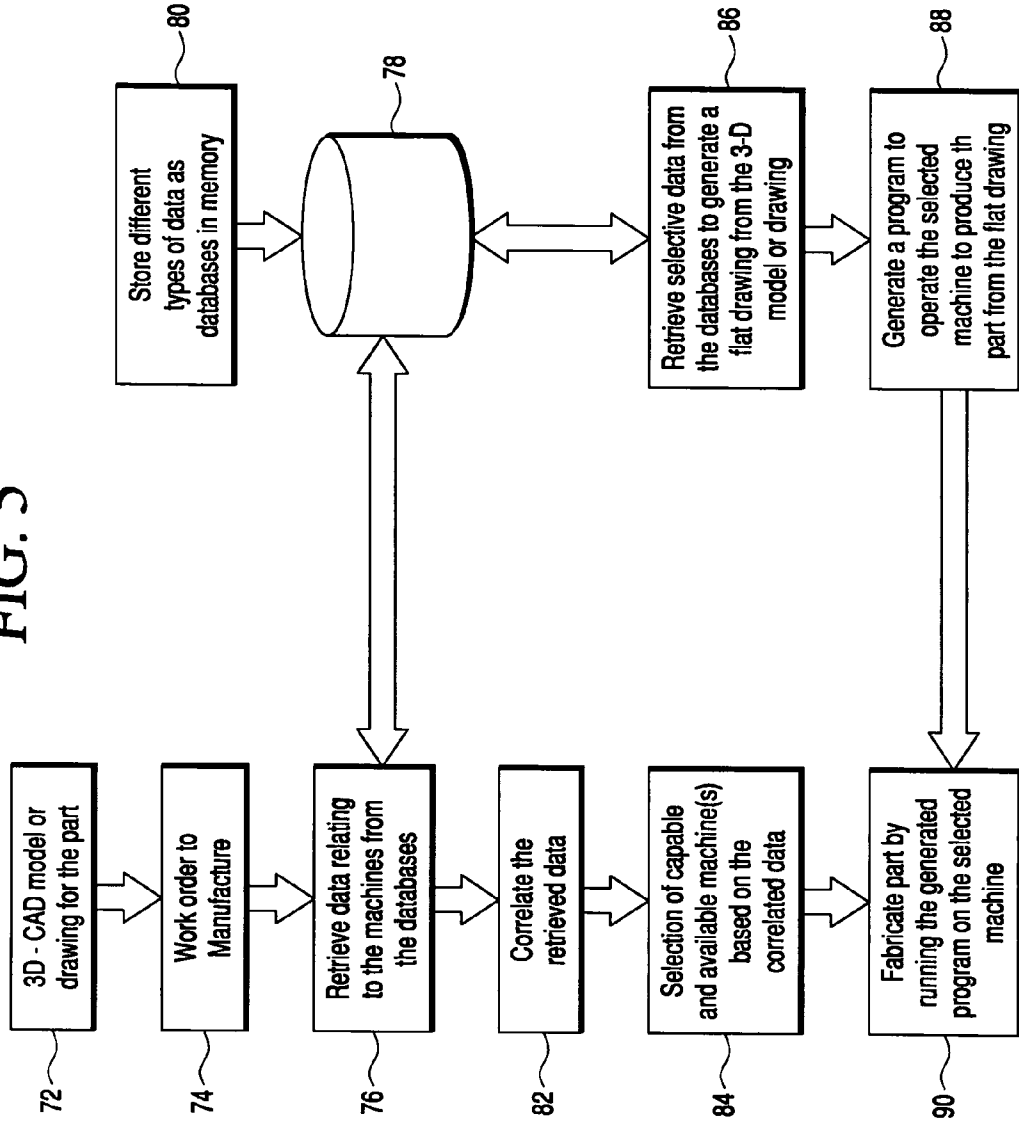 FIG.
72
3D - CAD model or
drawing for the part
74
Work order to
Manufacture
76
Retrieve data relating
to the machines from
the databases
82
Correlate the
retrieved data
84
Selection of capable
and available machine(s)
based on the
correlated data
90
Fabricate part by
running the generated
program on the selected
machine
80
Store different
types of data as
databases in memory
78
86
Retrieve selective data from
the databases to generate a
flat drawing from the 3-D
model or drawing
88
Generate a program to
operate the selected
machine to produce th
part from the flat drawing